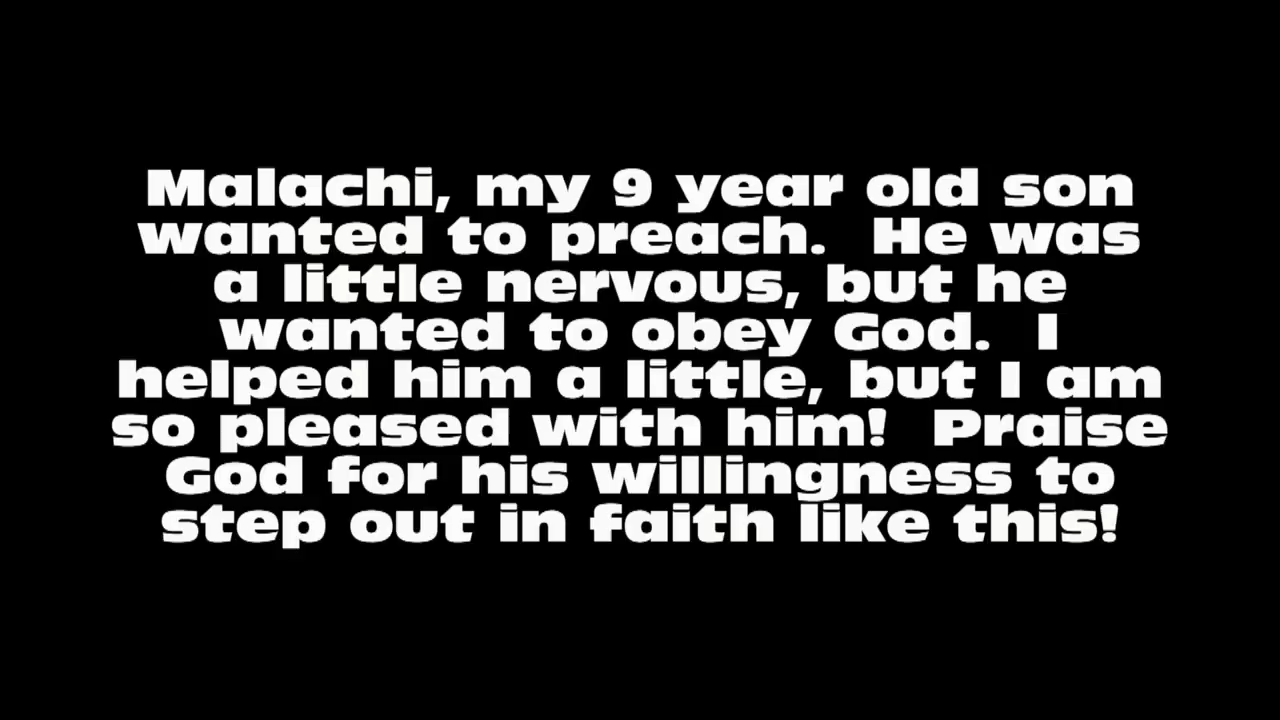 Malachi, my 9 year old son
wanted to preach.  He was
a little nervous, but he
wanted to obey God.  I
helped him a little, but I am
so pleased with him!  Praise
God for his willingness to
step out in faith like this!